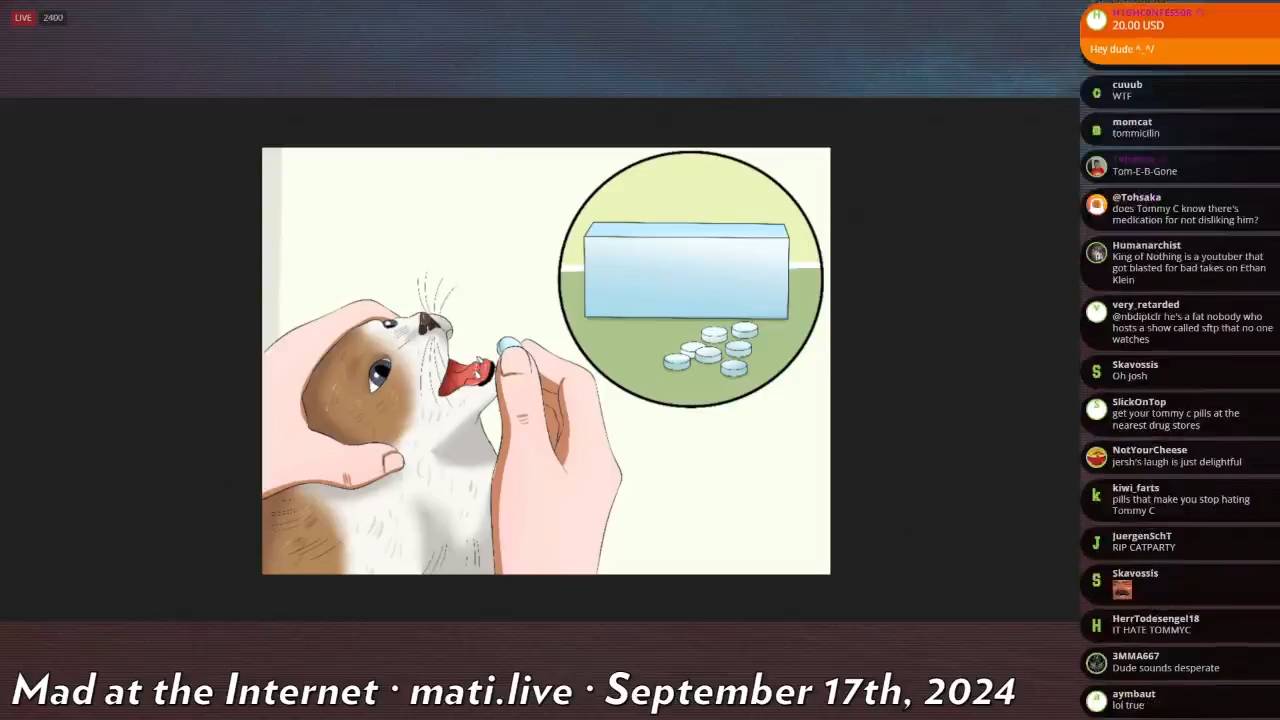 LIVE 2400
H1GHC0NFESS0R
20.00 USD
Hey dude ^_^/
cuuub
WTF
momcat
tommicilin
Tom-E-B-Gone
@Tohsaka
does Tommy C know there's
medication for not disliking him?
Humanarchist
King of Nothing is a youtuber that
got blasted for bad takes on Ethan
Klein
very_retarded
@nbdiptclr he's a fat nobody who
hosts a show called sftp that no one
watches
Skavossis
Oh josh
SlickOnTop
get your tommy c pills at the
nearest drug stores
NotYourCheese
jersh's laugh is just delightful
kiwi_farts
pills that make you stop hating
Tommy C
JuergenSchT
RIP CATPARTY
Skavossis
HerrTodesengel18
IT HATE TOMMYC
3MMA667
Dude sounds desperate
aymbaut
lol true
Mad at the Internet · mati.live · September 17th, 2024